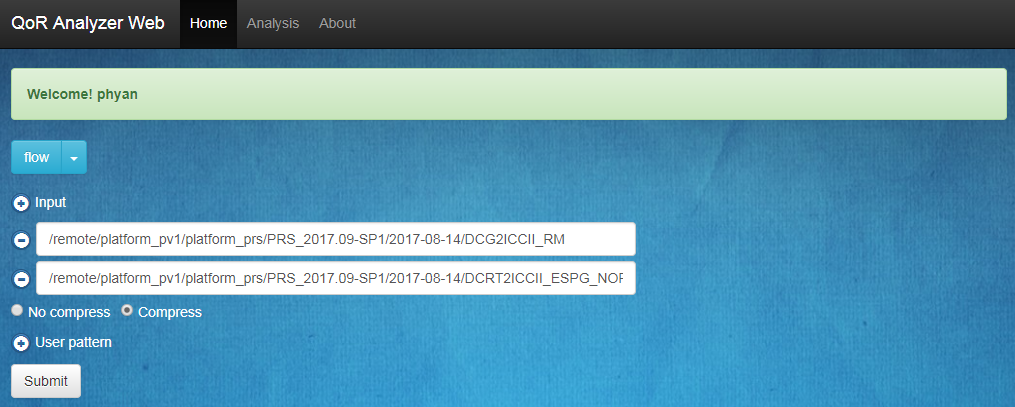 QoR Analyzer Web Home Analysis About
Welcome! phyan
flow
Input
/remote/platform_pv1/platform_prs/PRS_2017.09-SP1/2017-08-14/DCG2ICCII_RM
/remote/platform_pv1/platform_prs/PRS_2017.09-SP1/2017-08-14/DCRT2ICCII_ESPG_NOF
No compress Compress
User pattern
Submit